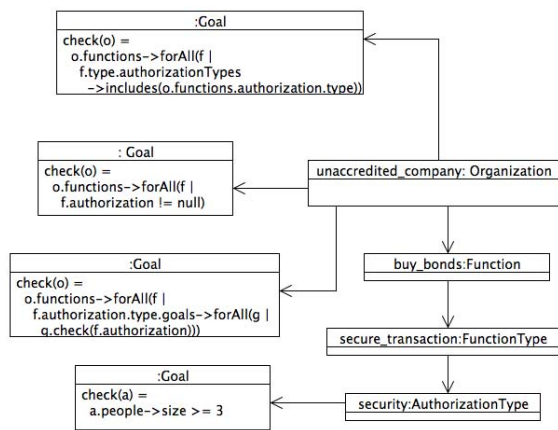 :Goal
check(o) =
o.functions->forAll(f |
f.type.authorizationTypes
->includes(o.functions.authorization.type))
: Goal
check(o) =
o.functions->forAll(f |
f.authorization != null)
unaccredited_company: Organization
:Goal
check(o) =
o.functions->forAll(f |
f.authorization.type.goals->forAll(g |
g.check(f.authorization)))
buy_bonds:Function
secure_transaction:FunctionType
:Goal
check(a) =
a.people->size >= 3
security:AuthorizationType